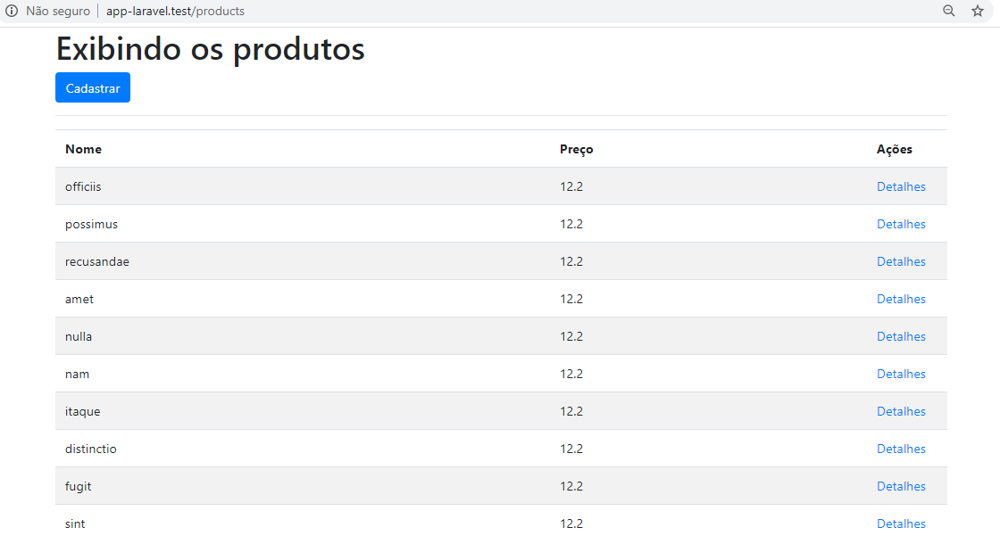 Não seguro app-laravel.test/products
Exibindo os produtos
Cadastrar
Nome Preço Ações
officiis 12.2 Detalhes
possimus 12.2 Detalhes
recusandae 12.2 Detalhes
amet 12.2 Detalhes
nulla 12.2 Detalhes
nam 12.2 Detalhes
itaque 12.2 Detalhes
distinctio 12.2 Detalhes
fugit 12.2 Detalhes
sint 12.2 Detalhes